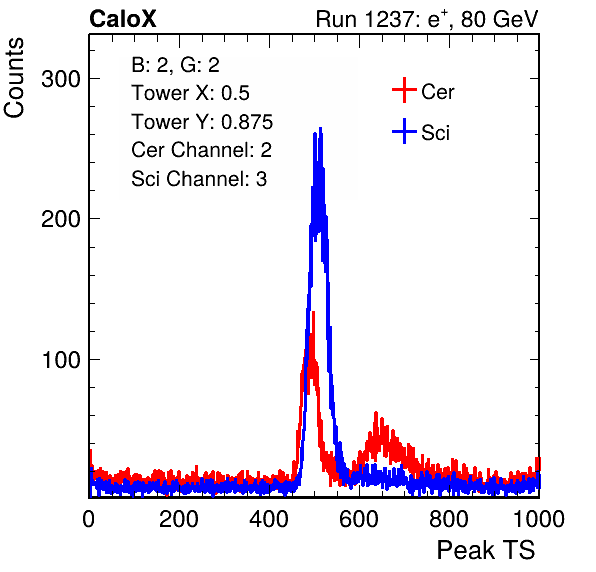 CaloX Run 1237: e⁺, 80 GeV
Counts
B: 2, G: 2
Tower X: 0.5
Tower Y: 0.875
Cer Channel: 2
Sci Channel: 3
Cer
Sci
300
200
100
0 200 400 600 800 1000
Peak TS